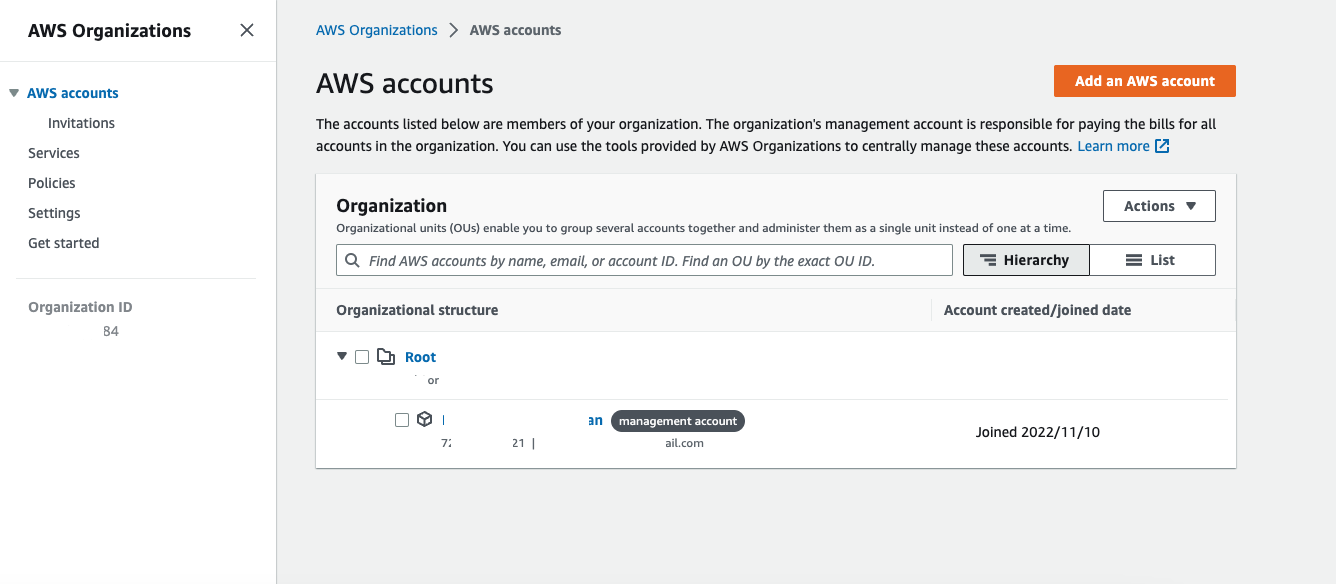 AWS Organizations
AWS accounts
Invitations
Services
Policies
Settings
Get started
Organization ID
84
AWS Organizations > AWS accounts
AWS accounts
Add an AWS account
The accounts listed below are members of your organization. The organization's management account is responsible for paying the bills for all
accounts in the organization. You can use the tools provided by AWS Organizations to centrally manage these accounts. Learn more
Organization
Actions
Organizational units (OUs) enable you to group several accounts together and administer them as a single unit instead of one at a time.
Find AWS accounts by name, email, or account ID. Find an OU by the exact OU ID.
Hierarchy
List
Organizational structure
Account created/joined date
Root
or
an management account
72 21 | ail.com
Joined 2022/11/10